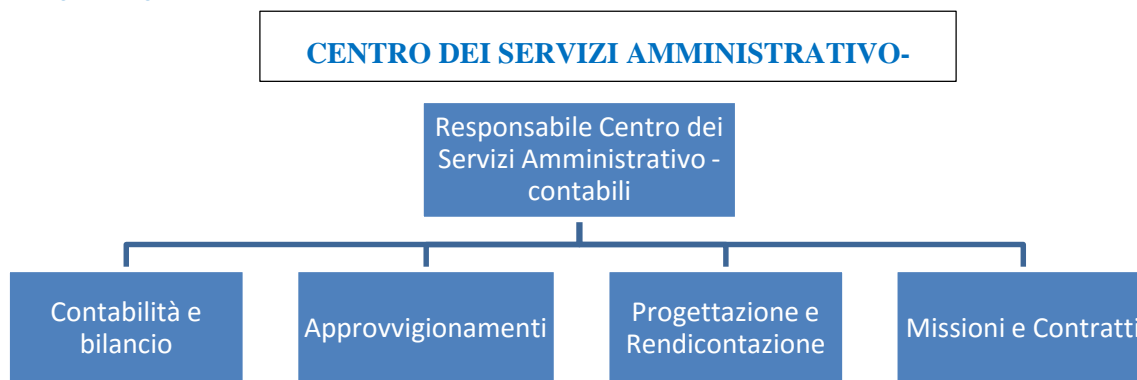 CENTRO DEI SERVIZI AMMINISTRATIVO-
Responsabile Centro dei
Servizi Amministrativo -
contabili
Contabilità e
bilancio
Approvvigionamenti
Progettazione e
Rendicontazione
Missioni e Contratti